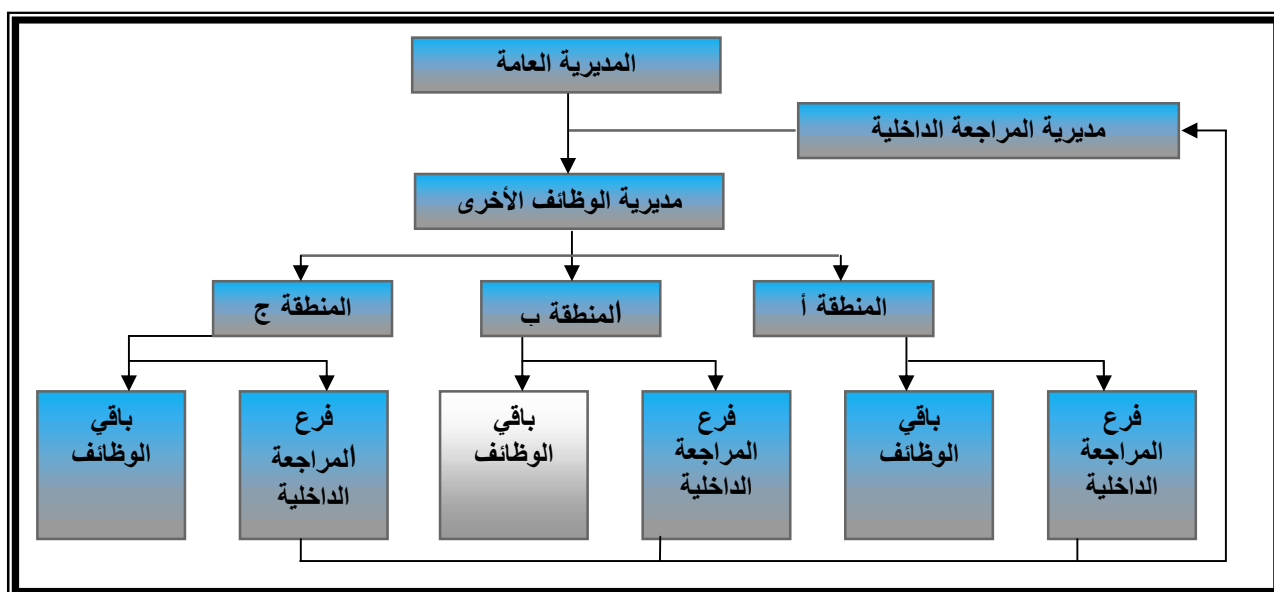 المديرية العامة
مديرية المراجعة الداخلية
مديرية الوظائف الأخرى
المنطقة أ
المنطقة ب
المنطقة ج
فرع
المراجعة
الداخلية
باقي
الوظائف
فرع
المراجعة
الداخلية
باقي
الوظائف
فرع
المراجعة
الداخلية
باقي
الوظائف